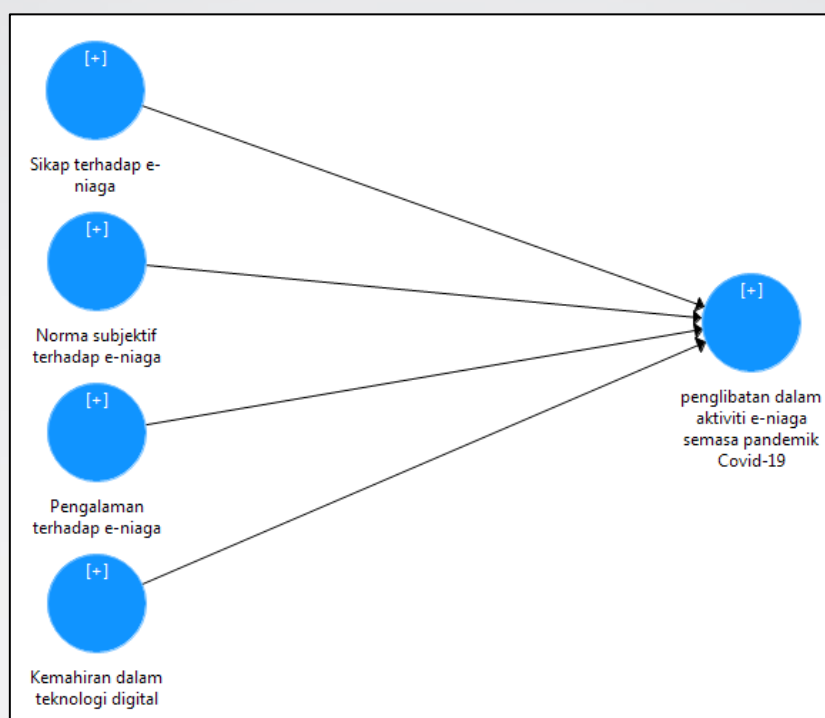 [+]
Sikap terhadap e-
niaga
[+]
Norma subjektif
terhadap e-niaga
[+]
Pengalaman
terhadap e-niaga
[+]
Kemahiran dalam
teknologi digital
[+]
penglibatan dalam
aktiviti e-niaga
semasa pandemik
Covid-19